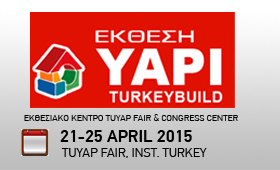 ΕΚΘΕΣΗ
YAPI
TURKEYBUILD
ΕΚΘΕΣΙΑΚΟ ΚΕΝΤΡΟ TUYAP FAIR & CONGRESS CENTER
21-25 APRIL 2015
TUYAP FAIR, INST. TURKEY